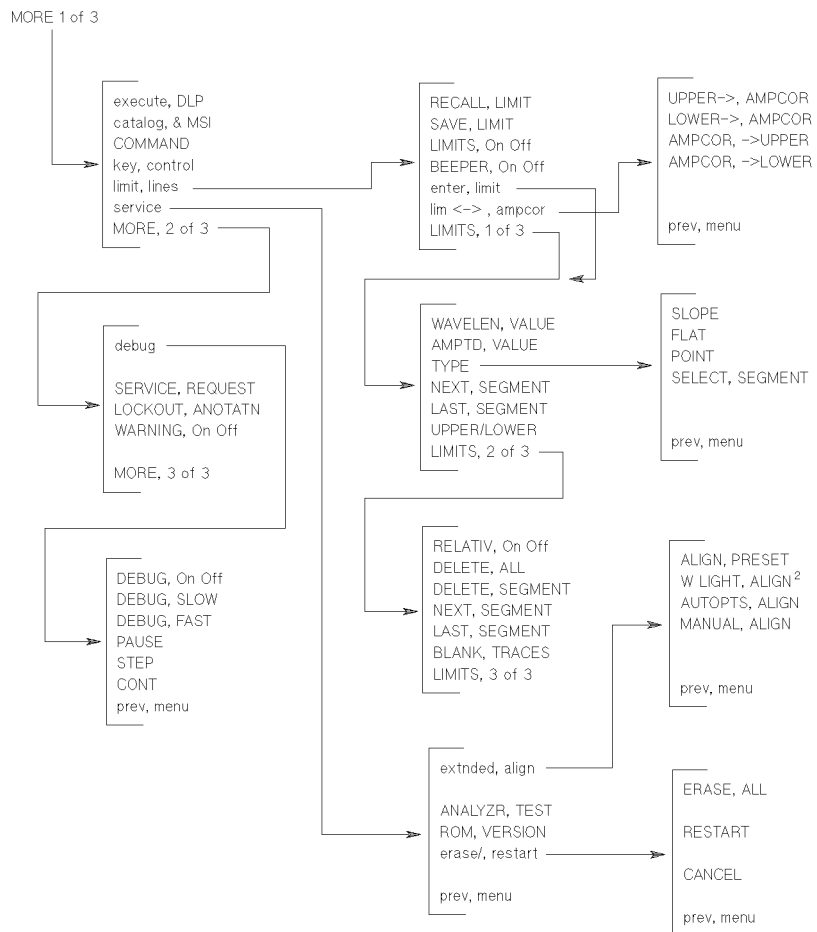 MORE 1 of 3
execute, DLP
catalog, & MSI
COMMAND
key, control
limit, lines
service
MORE, 2 of 3
RECALL, LIMIT
SAVE, LIMIT
LIMITS, On Off
BEEPER, On Off
enter, limit
lim <-> , ampcor
LIMITS, 1 of 3
UPPER->, AMPCOR
LOWER->, AMPCOR
AMPCOR, ->UPPER
AMPCOR, ->LOWER
prev, menu
debug
SERVICE, REQUEST
LOCKOUT, ANOTATN
WARNING, On Off
MORE, 3 of 3
WAVELEN, VALUE
AMPTD, VALUE
TYPE
NEXT, SEGMENT
LAST, SEGMENT
UPPER/LOWER
LIMITS, 2 of 3
SLOPE
FLAT
POINT
SELECT, SEGMENT
prev, menu
DEBUG, On Off
DEBUG, SLOW
DEBUG, FAST
PAUSE
STEP
CONT
prev, menu
RELATIV, On Off
DELETE, ALL
DELETE, SEGMENT
NEXT, SEGMENT
LAST, SEGMENT
BLANK, TRACES
LIMITS, 3 of 3
ALIGN, PRESET
W LIGHT, ALIGN²
AUTOPTS, ALIGN
MANUAL, ALIGN
prev, menu
extnded, align
ANALYZR, TEST
ROM, VERSION
erase/, restart
prev, menu
ERASE, ALL
RESTART
CANCEL
prev, menu